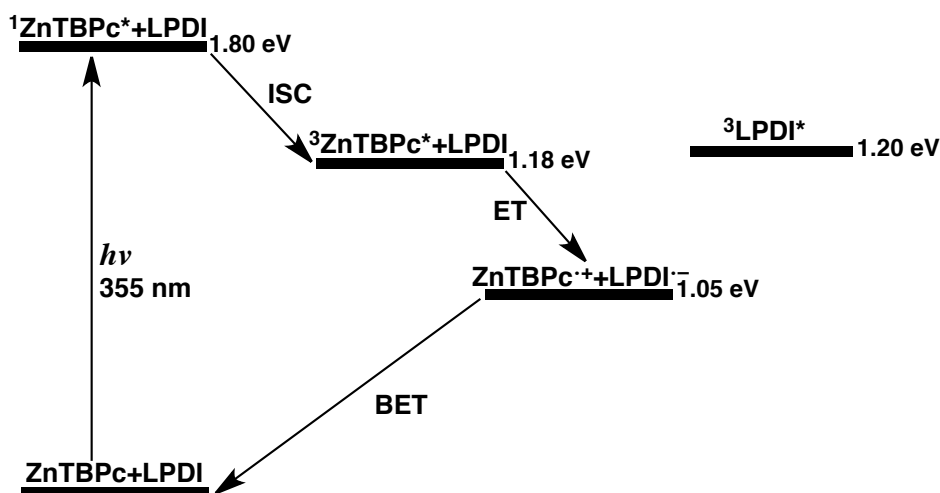 ¹ZnTBPc*+LPDI
1.80 eV
ISC
³ZnTBPc*+LPDI
1.18 eV
³LPDI*
1.20 eV
ET
hν
355 nm
ZnTBPc·++LPDI·−
1.05 eV
BET
ZnTBPc+LPDI